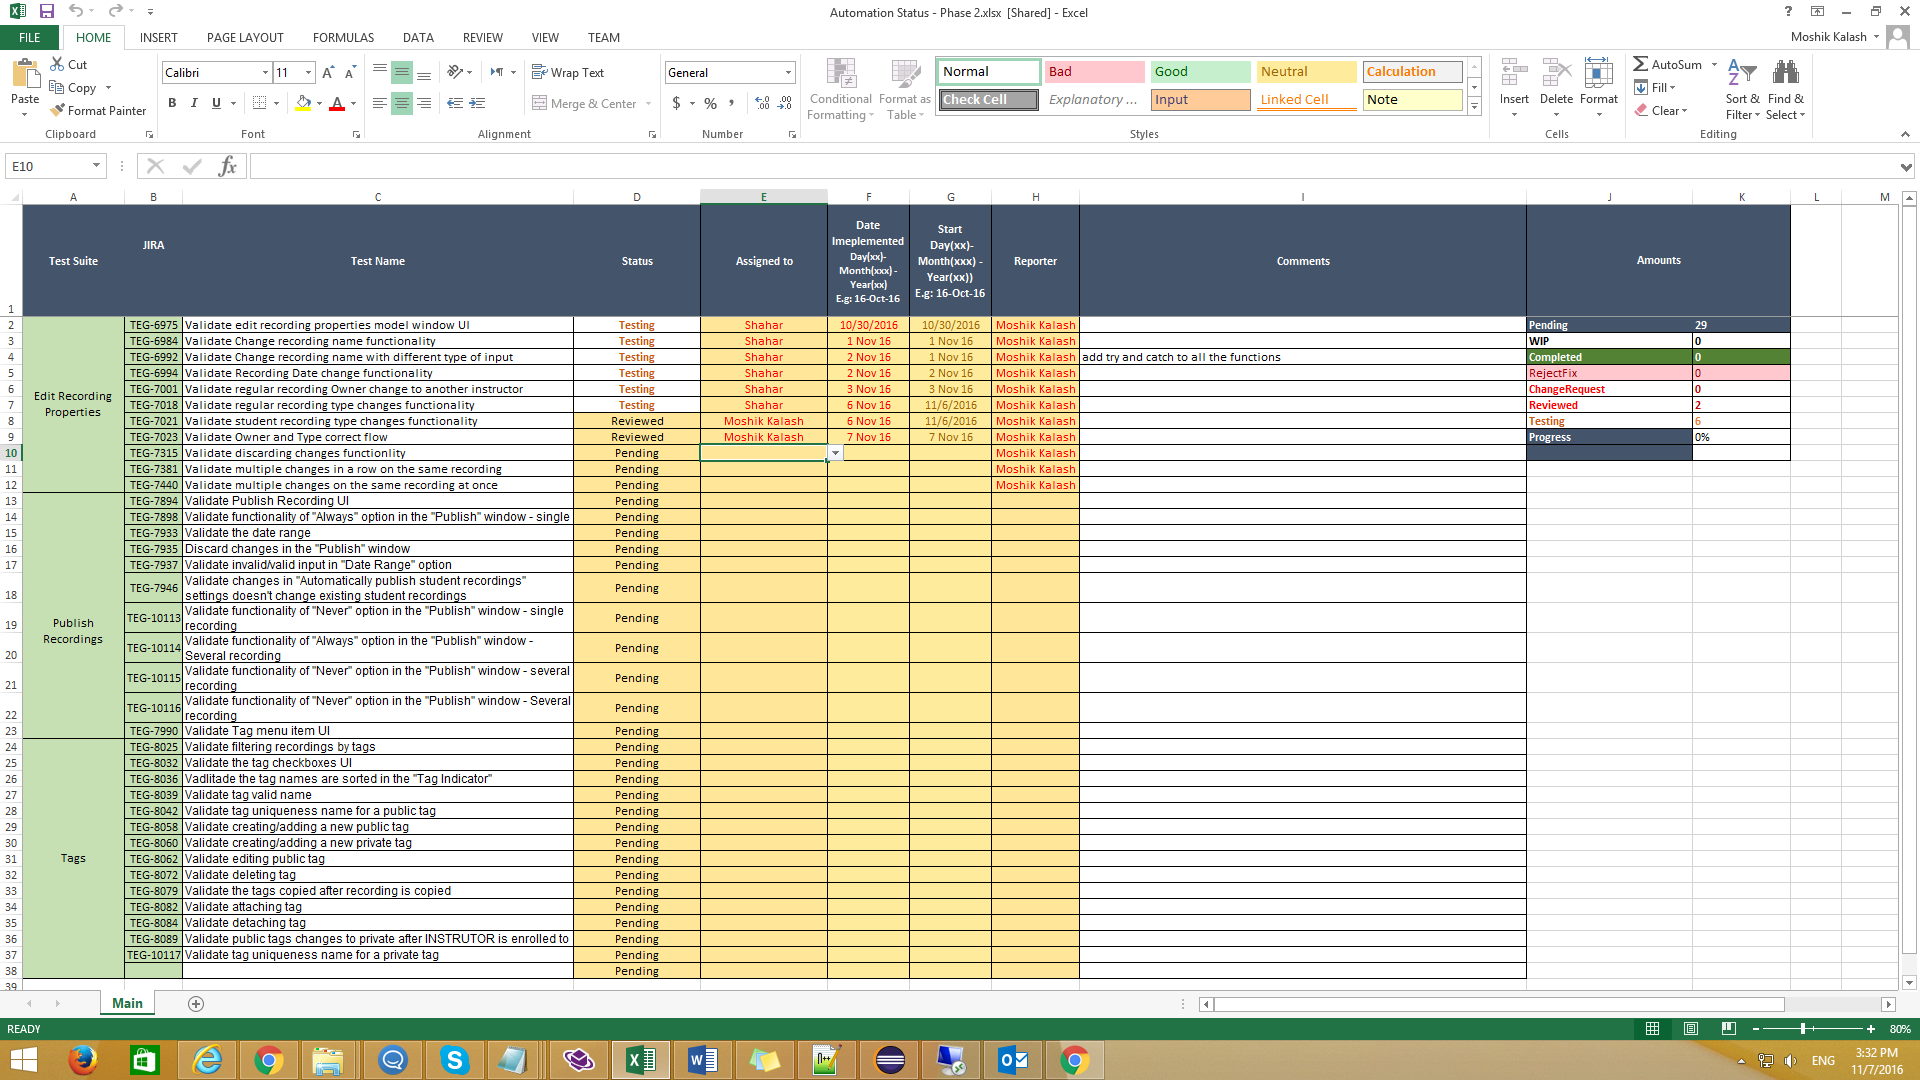 Automation Status - Phase 2.xlsx [Shared] - Excel
FILE HOME INSERT PAGE LAYOUT FORMULAS DATA REVIEW VIEW TEAM
Moshik Kalash
Paste
Cut
Copy
Format Painter
Clipboard
Calibri 11
B I U
Font
Wrap Text
Merge & Center
Alignment
General
$ % ,
Number
Conditional Formatting
Format as Table
Normal Bad Good Neutral Calculation
Check Cell Explanatory ... Input Linked Cell Note
Styles
Insert Delete Format
Cells
AutoSum
Fill
Clear
Sort & Filter
Find & Select
Editing
E10
fx
A B C D E F G H I J K L M
1 Test Suite JIRA Test Name Status Assigned to Date Imeplemented Day(xx)-Month(xxx) - Year(xx) E.g: 16-Oct-16 Start Day(xx)-Month(xxx) - Year(xx)) E.g: 16-Oct-16 Reporter Comments Amounts
Edit Recording Properties
2 TEG-6975 Validate edit recording properties model window UI Testing Shahar 10/30/2016 10/30/2016 Moshik Kalash Pending 29
3 TEG-6984 Validate Change recording name functionality Testing Shahar 1 Nov 16 1 Nov 16 Moshik Kalash WIP 0
4 TEG-6992 Validate Change recording name with different type of input Testing Shahar 2 Nov 16 1 Nov 16 Moshik Kalash add try and catch to all the functions Completed 0
5 TEG-6994 Validate Recording Date change functionality Testing Shahar 2 Nov 16 2 Nov 16 Moshik Kalash RejectFix 0
6 TEG-7001 Validate regular recording Owner change to another instructor Testing Shahar 3 Nov 16 3 Nov 16 Moshik Kalash ChangeRequest 0
7 TEG-7018 Validate regular recording type changes functionality Testing Shahar 6 Nov 16 11/6/2016 Moshik Kalash Reviewed 2
8 TEG-7021 Validate student recording type changes functionality Reviewed Moshik Kalash 6 Nov 16 11/6/2016 Moshik Kalash Testing 6
9 TEG-7023 Validate Owner and Type correct flow Reviewed Moshik Kalash 7 Nov 16 7 Nov 16 Moshik Kalash Progress 0%
10 TEG-7315 Validate discarding changes functionlity Pending Moshik Kalash
11 TEG-7381 Validate multiple changes in a row on the same recording Pending Moshik Kalash
12 TEG-7440 Validate multiple changes on the same recording at once Pending Moshik Kalash
Publish Recordings
13 TEG-7894 Validate Publish Recording UI Pending
14 TEG-7898 Validate functionality of "Always" option in the "Publish" window - single Pending
15 TEG-7933 Validate the date range Pending
16 TEG-7935 Discard changes in the "Publish" window Pending
17 TEG-7937 Validate invalid/valid input in "Date Range" option Pending
18 TEG-7946 Validate changes in "Automatically publish student recordings" settings doesn't change existing student recordings Pending
19 TEG-10113 Validate functionality of "Never" option in the "Publish" window - single recording Pending
20 TEG-10114 Validate functionality of "Always" option in the "Publish" window - Several recording Pending
21 TEG-10115 Validate functionality of "Never" option in the "Publish" window - several recording Pending
22 TEG-10116 Validate functionality of "Never" option in the "Publish" window - Several recording Pending
23 TEG-7990 Validate Tag menu item UI Pending
Tags
24 TEG-8025 Validate filtering recordings by tags Pending
25 TEG-8032 Validate the tag checkboxes UI Pending
26 TEG-8036 Vadlitade the tag names are sorted in the "Tag Indicator" Pending
27 TEG-8039 Validate tag valid name Pending
28 TEG-8042 Validate tag uniqueness name for a public tag Pending
29 TEG-8058 Validate creating/adding a new public tag Pending
30 TEG-8060 Validate creating/adding a new private tag Pending
31 TEG-8062 Validate editing public tag Pending
32 TEG-8072 Validate deleting tag Pending
33 TEG-8079 Validate the tags copied after recording is copied Pending
34 TEG-8082 Validate attaching tag Pending
35 TEG-8084 Validate detaching tag Pending
36 TEG-8089 Validate public tags changes to private after INSTRUTOR is enrolled to Pending
37 TEG-10117 Validate tag uniqueness name for a private tag Pending
38 Pending
39
Main
READY
80%
ENG
3:32 PM
11/7/2016